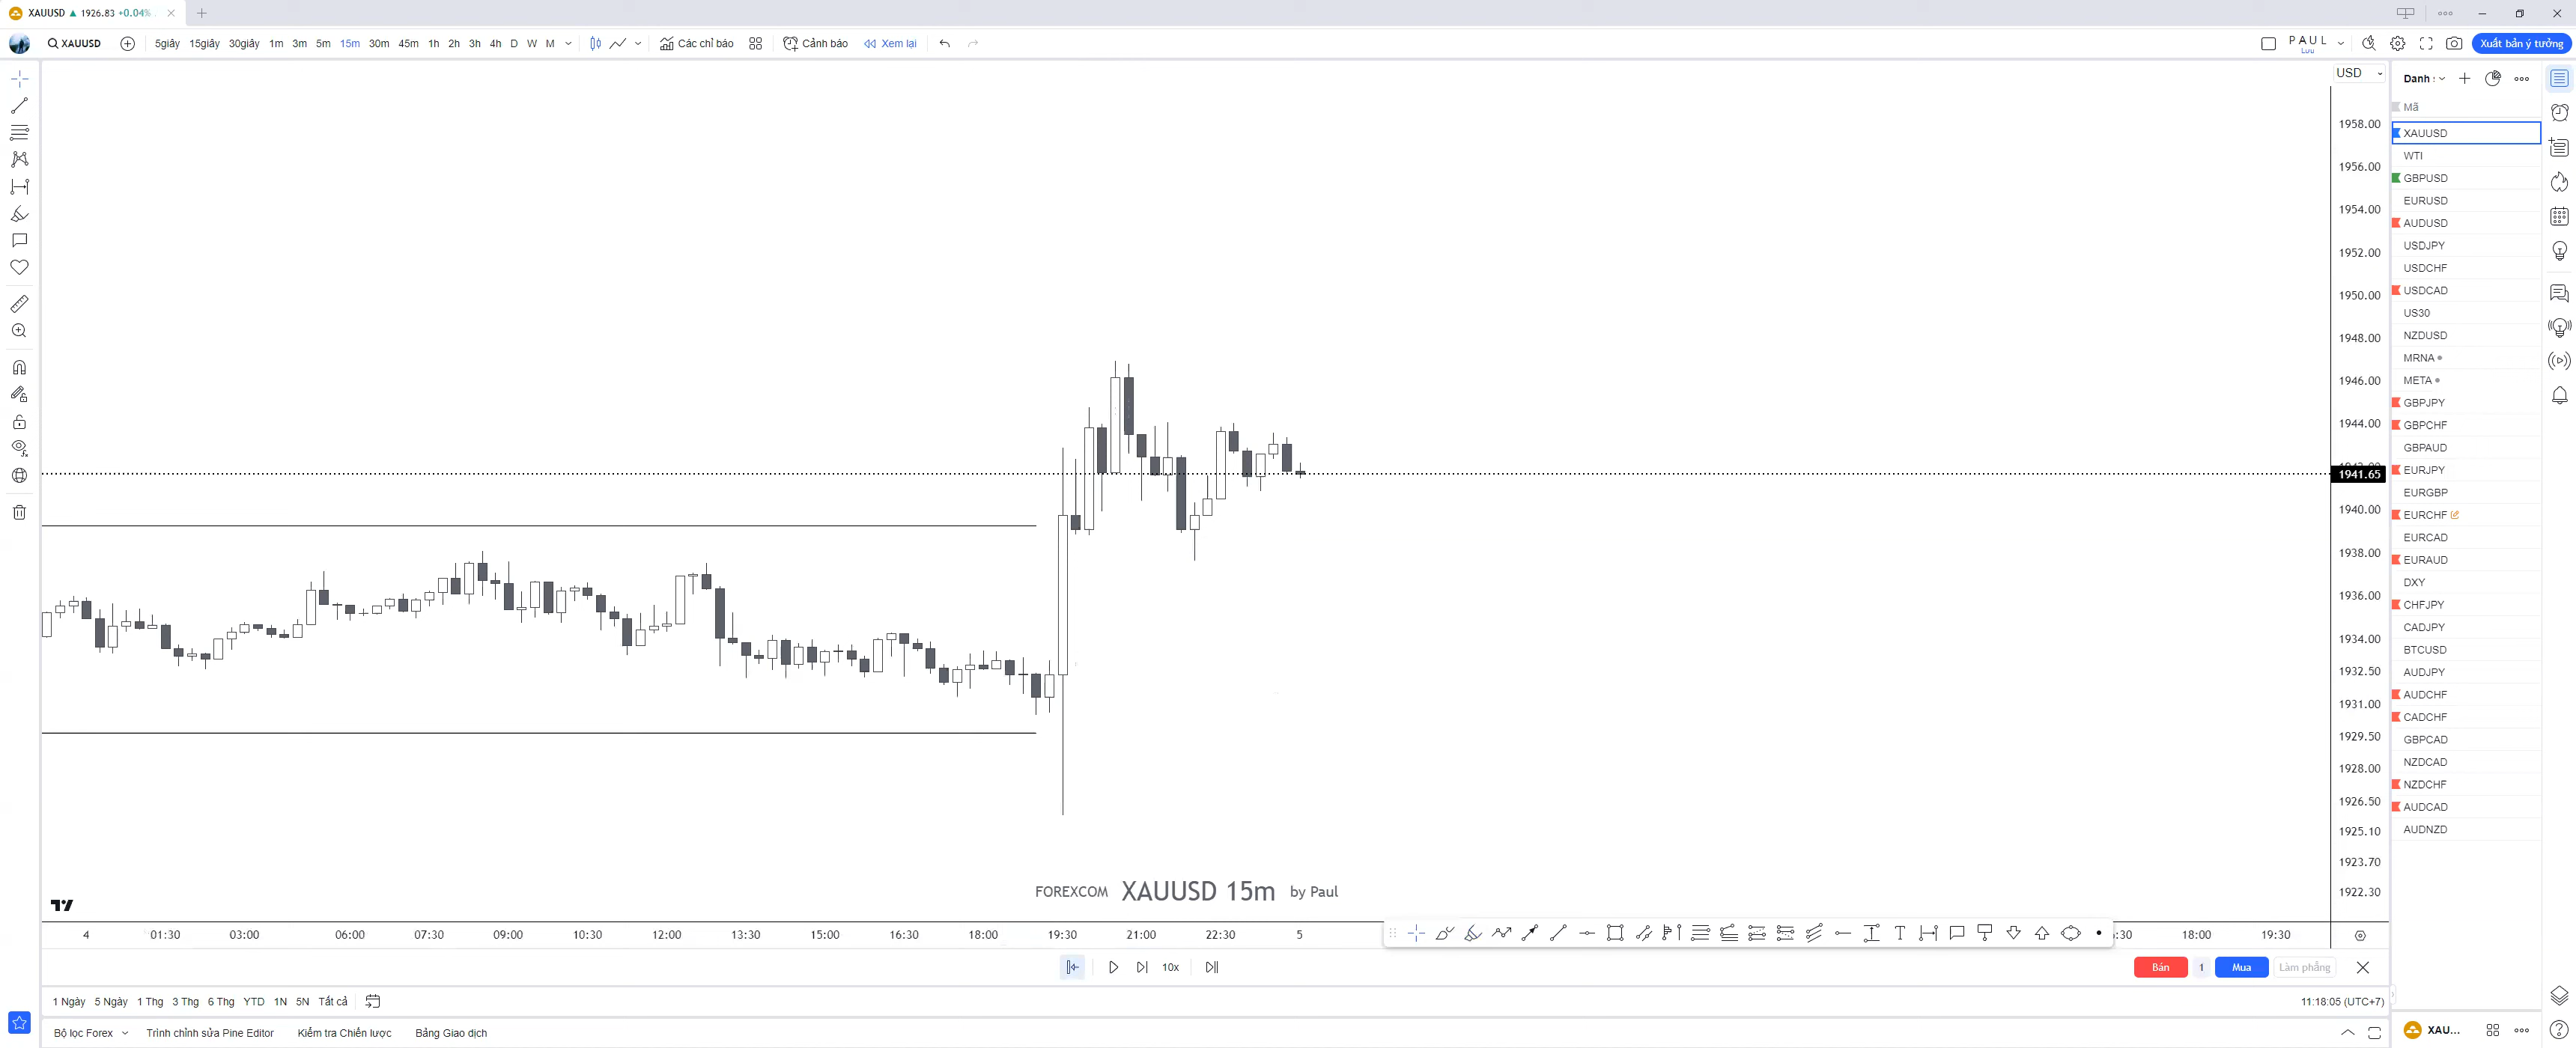 XAUUSD ▲ 1926.83 +0.04%
XAUUSD 5giây 15giây 30giây 1m 3m 5m 15m 30m 45m 1h 2h 3h 4h D W M Các chỉ báo Cảnh báo Xem lại PAUL Xuất bản ý tưởng
Lưu
USD
1958.00
1956.00
1954.00
1952.00
1950.00
1948.00
1946.00
1944.00
1941.65
1940.00
1938.00
1936.00
1934.00
1932.50
1931.00
1929.50
1928.00
1926.50
1925.10
1923.70
1922.30
FOREXCOM XAUUSD 15m by Paul
4 01:30 03:00 06:00 07:30 09:00 10:30 12:00 13:30 15:00 16:30 18:00 19:30 21:00 22:30 5 :30 18:00 19:30
10x Bán 1 Mua Làm phẳng
1 Ngày 5 Ngày 1 Thg 3 Thg 6 Thg YTD 1N 5N Tất cả 11:18:05 (UTC+7)
Bộ lọc Forex Trình chỉnh sửa Pine Editor Kiểm tra Chiến lược Bảng Giao dịch
Danh
Mã
XAUUSD
WTI
GBPUSD
EURUSD
AUDUSD
USDJPY
USDCHF
USDCAD
US30
NZDUSD
MRNA
META
GBPJPY
GBPCHF
GBPAUD
EURJPY
EURGBP
EURCHF
EURCAD
EURAUD
DXY
CHFJPY
CADJPY
BTCUSD
AUDJPY
AUDCHF
CADCHF
GBPCAD
NZDCAD
NZDCHF
AUDCAD
AUDNZD
XAU...